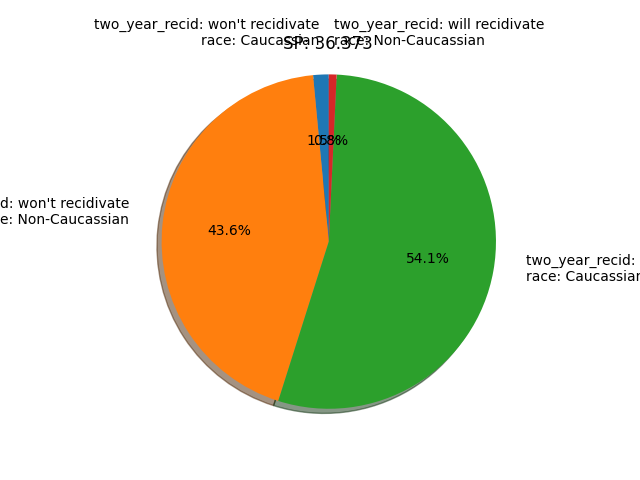 two_year_recid: won't recidivate
race: Caucassian
two_year_recid: will recidivate
race: Non-Caucassian
SP: 36.373
1.5%
0.8%
d: won't recidivate
e: Non-Caucassian
43.6%
54.1%
two_year_recid:
race: Caucassian